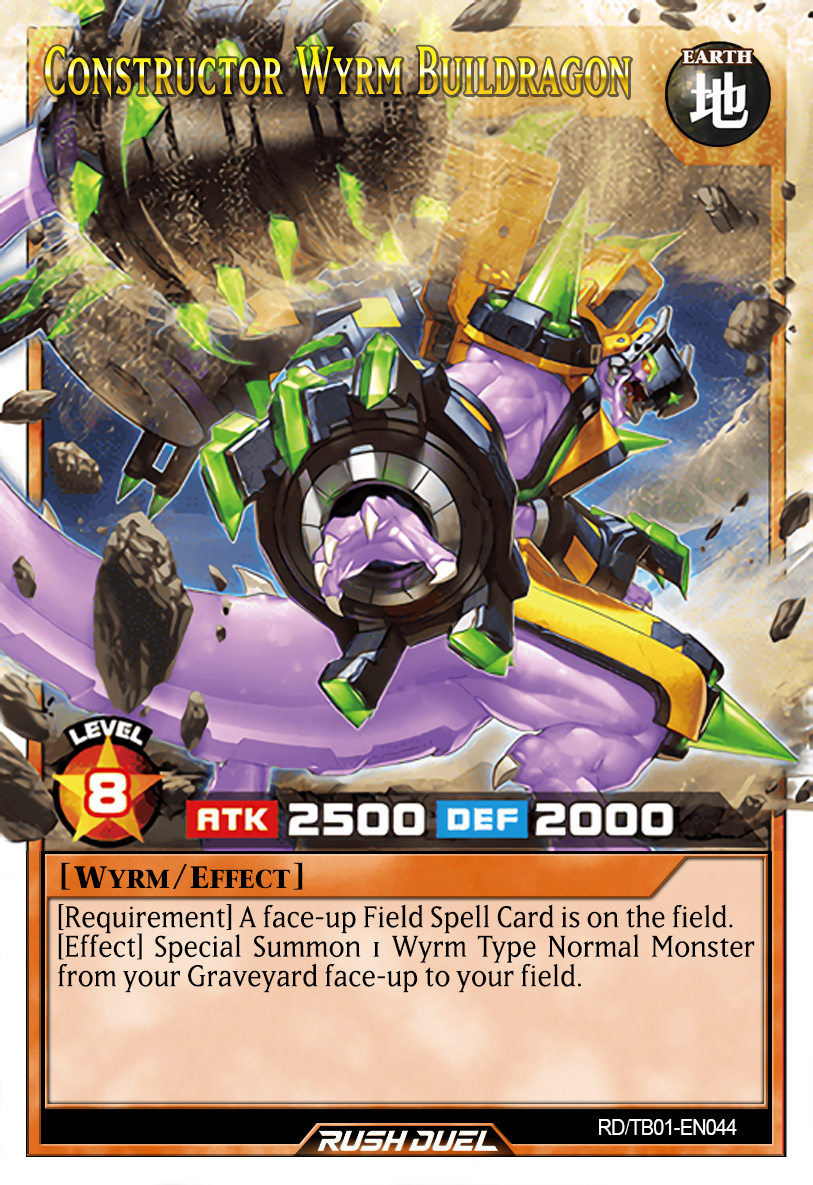 Constructor Wyrm Buildragon
EARTH
地
LEVEL
8
ATK 2500 DEF 2000
[Wyrm/Effect]
[Requirement] A face-up Field Spell Card is on the field.
[Effect] Special Summon 1 Wyrm Type Normal Monster
from your Graveyard face-up to your field.
RD/TB01-EN044
RUSH DUEL